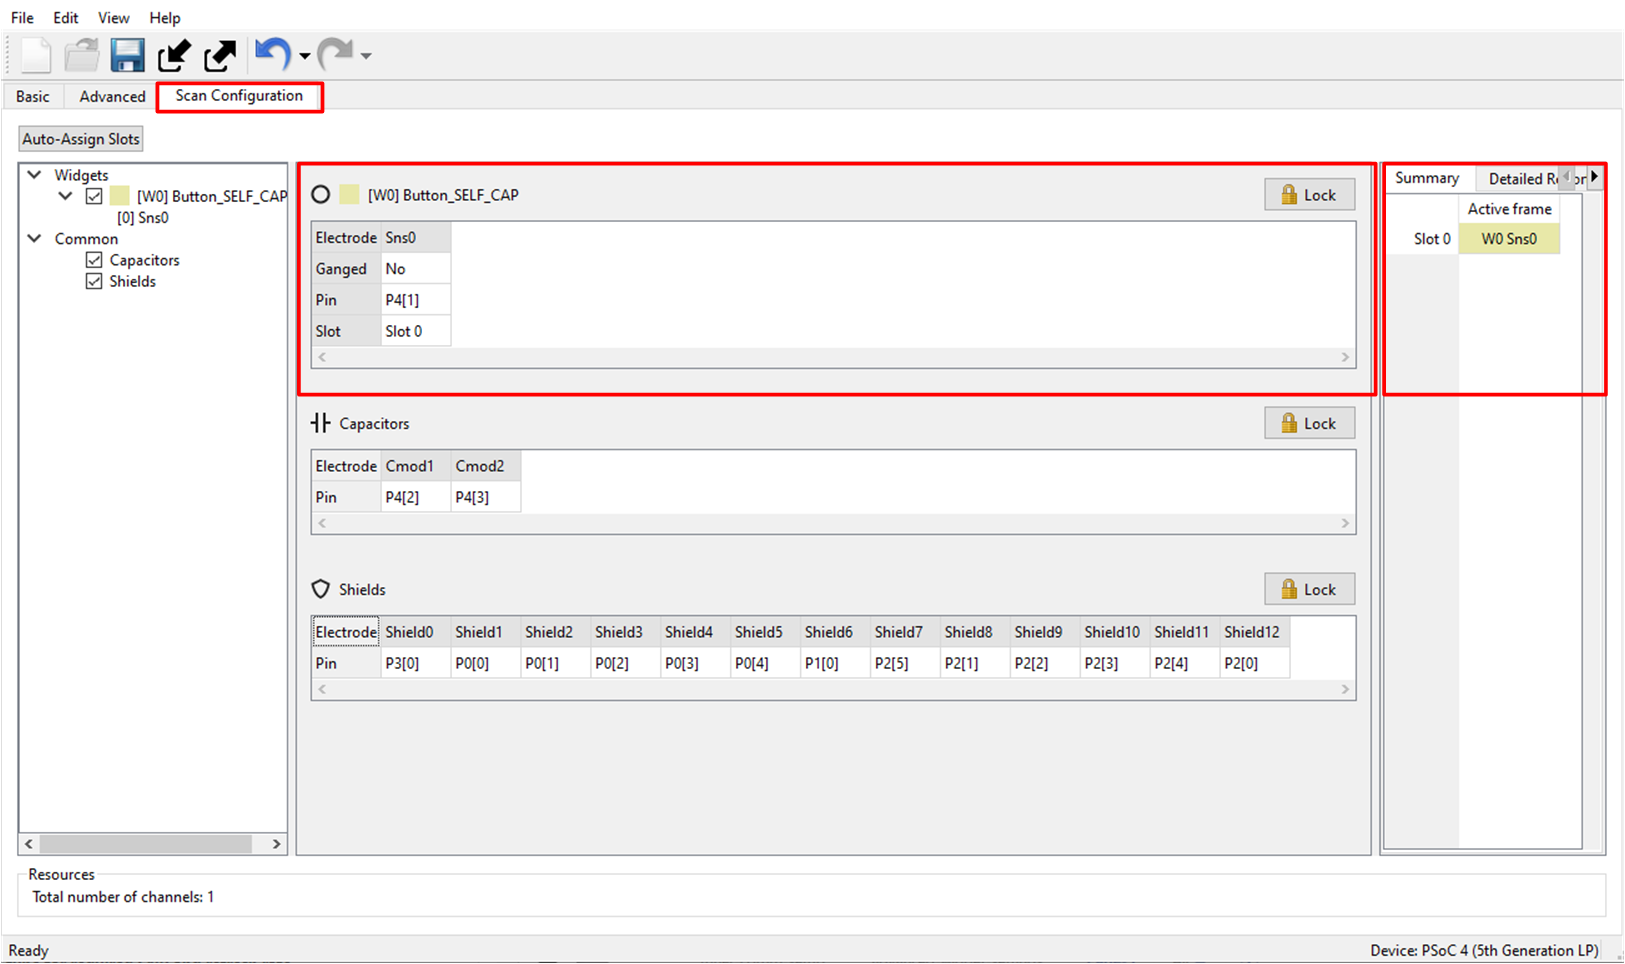 File Edit View Help
Basic Advanced Scan Configuration
Auto-Assign Slots
Widgets
[W0] Button_SELF_CAP
[0] Sns0
Common
Capacitors
Shields
[W0] Button_SELF_CAP Lock
Electrode Sns0
Ganged No
Pin P4[1]
Slot Slot 0
Capacitors Lock
Electrode Cmod1 Cmod2
Pin P4[2] P4[3]
Shields Lock
Electrode Shield0 Shield1 Shield2 Shield3 Shield4 Shield5 Shield6 Shield7 Shield8 Shield9 Shield10 Shield11 Shield12
Pin P3[0] P0[0] P0[1] P0[2] P0[3] P0[4] P1[0] P2[5] P2[1] P2[2] P2[3] P2[4] P2[0]
Summary Detailed
Active frame
Slot 0 W0 Sns0
Resources
Total number of channels: 1
Ready Device: PSoC 4 (5th Generation LP)